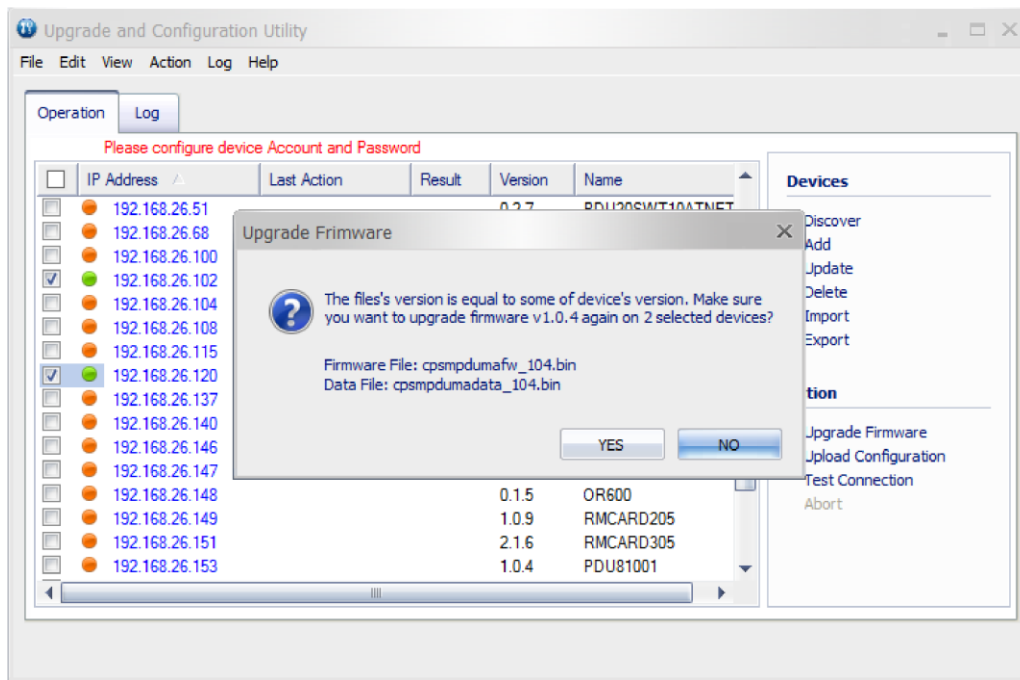 Upgrade and Configuration Utility
File Edit View Action Log Help
Operation Log
Please configure device Account and Password
IP Address Last Action Result Version Name
192.168.26.51 0.2.7 PDU20SWT10ATNET
192.168.26.68
192.168.26.100
192.168.26.102
192.168.26.104
192.168.26.108
192.168.26.115
192.168.26.120
192.168.26.137
192.168.26.140
192.168.26.146
192.168.26.147
192.168.26.148 0.1.5 OR600
192.168.26.149 1.0.9 RMCARD205
192.168.26.151 2.1.6 RMCARD305
192.168.26.153 1.0.4 PDU81001
Upgrade Frimware
The files's version is equal to some of device's version. Make sure
you want to upgrade firmware v1.0.4 again on 2 selected devices?
Firmware File: cpsmpdumafw_104.bin
Data File: cpsmpdumadata_104.bin
YES NO
Devices
Discover
Add
Update
Delete
Import
Export
tion
Upgrade Firmware
Upload Configuration
Test Connection
Abort